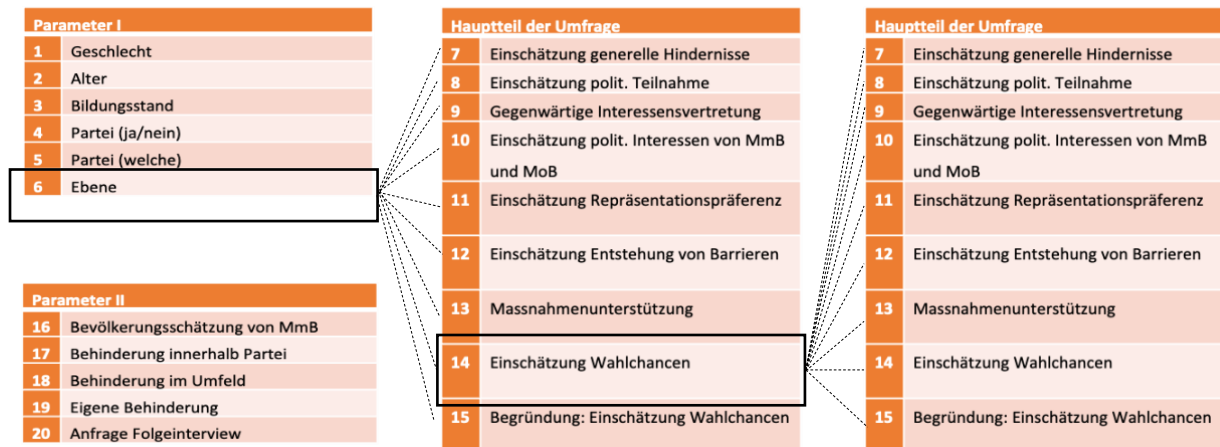 Parameter I
1 Geschlecht
2 Alter
3 Bildungsstand
4 Partei (ja/nein)
5 Partei (welche)
6 Ebene
Parameter II
16 Bevölkerungsschätzung von MmB
17 Behinderung innerhalb Partei
18 Behinderung im Umfeld
19 Eigene Behinderung
20 Anfrage Folgeinterview
Hauptteil der Umfrage
7 Einschätzung generelle Hindernisse
8 Einschätzung polit. Teilnahme
9 Gegenwärtige Interessensvertretung
10 Einschätzung polit. Interessen von MmB
und MoB
11 Einschätzung Repräsentationspräferenz
12 Einschätzung Entstehung von Barrieren
13 Massnahmenunterstützung
14 Einschätzung Wahlchancen
15 Begründung: Einschätzung Wahlchancen
Hauptteil der Umfrage
7 Einschätzung generelle Hindernisse
8 Einschätzung polit. Teilnahme
9 Gegenwärtige Interessensvertretung
10 Einschätzung polit. Interessen von MmB
und MoB
11 Einschätzung Repräsentationspräferenz
12 Einschätzung Entstehung von Barrieren
13 Massnahmenunterstützung
14 Einschätzung Wahlchancen
15 Begründung: Einschätzung Wahlchancen